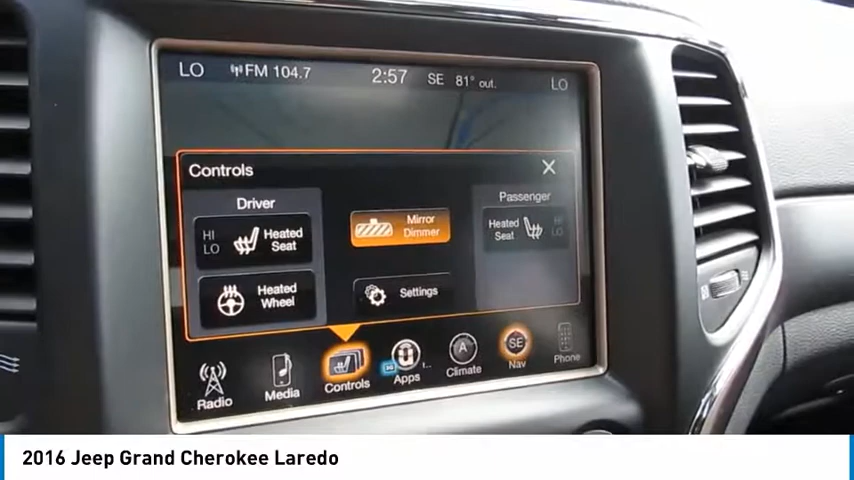 LO FM 104.7 2:57 SE 81° out. LO
Controls X
Driver
Passenger
HI
LO
Heated
Seat
Mirror
Dimmer
Heated
Seat
HI
LO
Heated
Wheel
Settings
Radio
Media
Controls
3G
Apps
A
Climate
SE
Nav
Phone
2016 Jeep Grand Cherokee Laredo